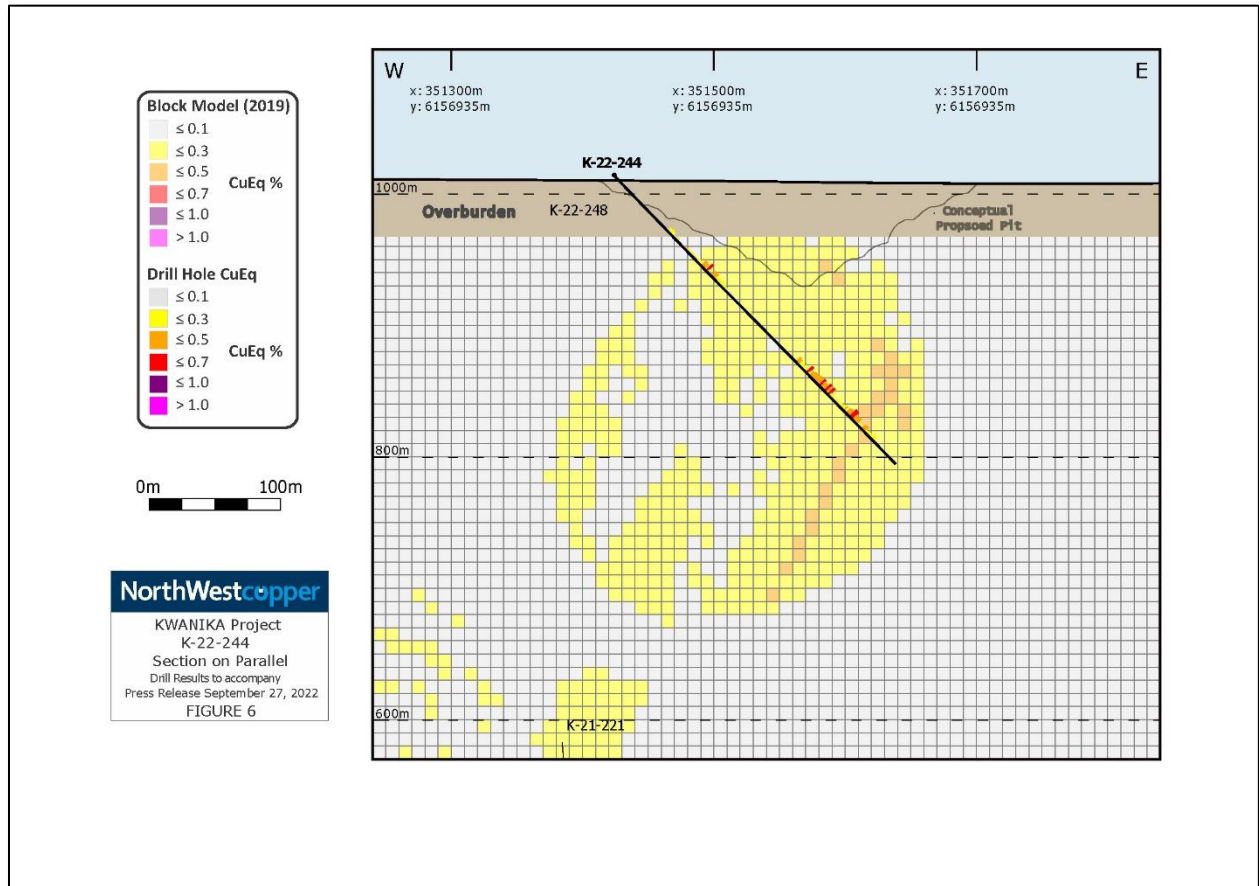 W
E
x: 351300m
y: 6156935m
x: 351500m
y: 6156935m
x: 351700m
y: 6156935m
K-22-244
1000m
Overburden
K-22-248
Conceptual
Propsoed Pit
800m
600m
K-21-221
Block Model (2019)
≤ 0.1
≤ 0.3
≤ 0.5
CuEq %
≤ 0.7
≤ 1.0
> 1.0
Drill Hole CuEq
≤ 0.1
≤ 0.3
≤ 0.5
CuEq %
≤ 0.7
≤ 1.0
> 1.0
0m
100m
NorthWestcopper
KWANIKA Project
K-22-244
Section on Parallel
Drill Results to accompany
Press Release September 27, 2022
FIGURE 6